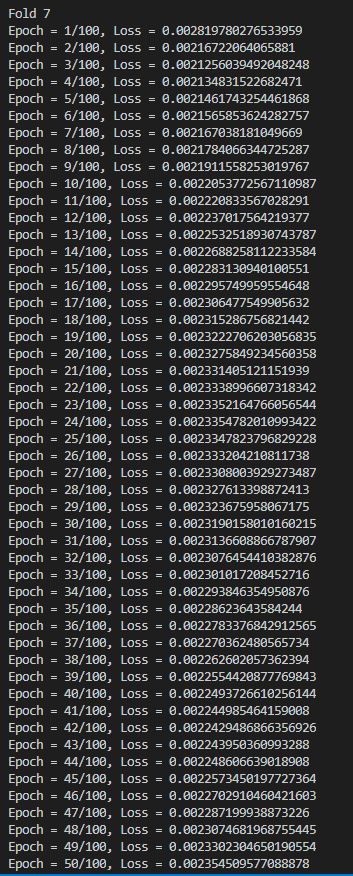 Fold 7
Epoch = 1/100, Loss = 0.002819780276533959
Epoch = 2/100, Loss = 0.00216722064065881
Epoch = 3/100, Loss = 0.0021256039492048248
Epoch = 4/100, Loss = 0.002134831522682471
Epoch = 5/100, Loss = 0.0021461743254461868
Epoch = 6/100, Loss = 0.0021565853624282757
Epoch = 7/100, Loss = 0.002167038181049669
Epoch = 8/100, Loss = 0.0021784066344725287
Epoch = 9/100, Loss = 0.0021911558253019767
Epoch = 10/100, Loss = 0.0022053772567110987
Epoch = 11/100, Loss = 0.002220833567028291
Epoch = 12/100, Loss = 0.002237017564219377
Epoch = 13/100, Loss = 0.0022532518930743787
Epoch = 14/100, Loss = 0.0022688258112233584
Epoch = 15/100, Loss = 0.002283130940100551
Epoch = 16/100, Loss = 0.002295749959554648
Epoch = 17/100, Loss = 0.002306477549905632
Epoch = 18/100, Loss = 0.002315286756821442
Epoch = 19/100, Loss = 0.0023222706203056835
Epoch = 20/100, Loss = 0.0023275849234560358
Epoch = 21/100, Loss = 0.002331405121151939
Epoch = 22/100, Loss = 0.0023338996607318342
Epoch = 23/100, Loss = 0.0023352164766056544
Epoch = 24/100, Loss = 0.0023354782010993422
Epoch = 25/100, Loss = 0.0023347823796829228
Epoch = 26/100, Loss = 0.002333204210811738
Epoch = 27/100, Loss = 0.0023308003929273487
Epoch = 28/100, Loss = 0.002327613398872413
Epoch = 29/100, Loss = 0.002323675958067175
Epoch = 30/100, Loss = 0.0023190158010160215
Epoch = 31/100, Loss = 0.0023136608866787907
Epoch = 32/100, Loss = 0.0023076454410382876
Epoch = 33/100, Loss = 0.002301017208452716
Epoch = 34/100, Loss = 0.002293846354950876
Epoch = 35/100, Loss = 0.00228623643584244
Epoch = 36/100, Loss = 0.0022783376842912565
Epoch = 37/100, Loss = 0.002270362480565734
Epoch = 38/100, Loss = 0.002262602057362394
Epoch = 39/100, Loss = 0.0022554420877769843
Epoch = 40/100, Loss = 0.0022493726610256144
Epoch = 41/100, Loss = 0.002244985464159008
Epoch = 42/100, Loss = 0.0022429486866356926
Epoch = 43/100, Loss = 0.002243950360993288
Epoch = 44/100, Loss = 0.002248606639018908
Epoch = 45/100, Loss = 0.0022573450197727364
Epoch = 46/100, Loss = 0.0022702910460421603
Epoch = 47/100, Loss = 0.002287199938873226
Epoch = 48/100, Loss = 0.0023074681968755445
Epoch = 49/100, Loss = 0.0023302304650190554
Epoch = 50/100, Loss = 0.002354509577088878